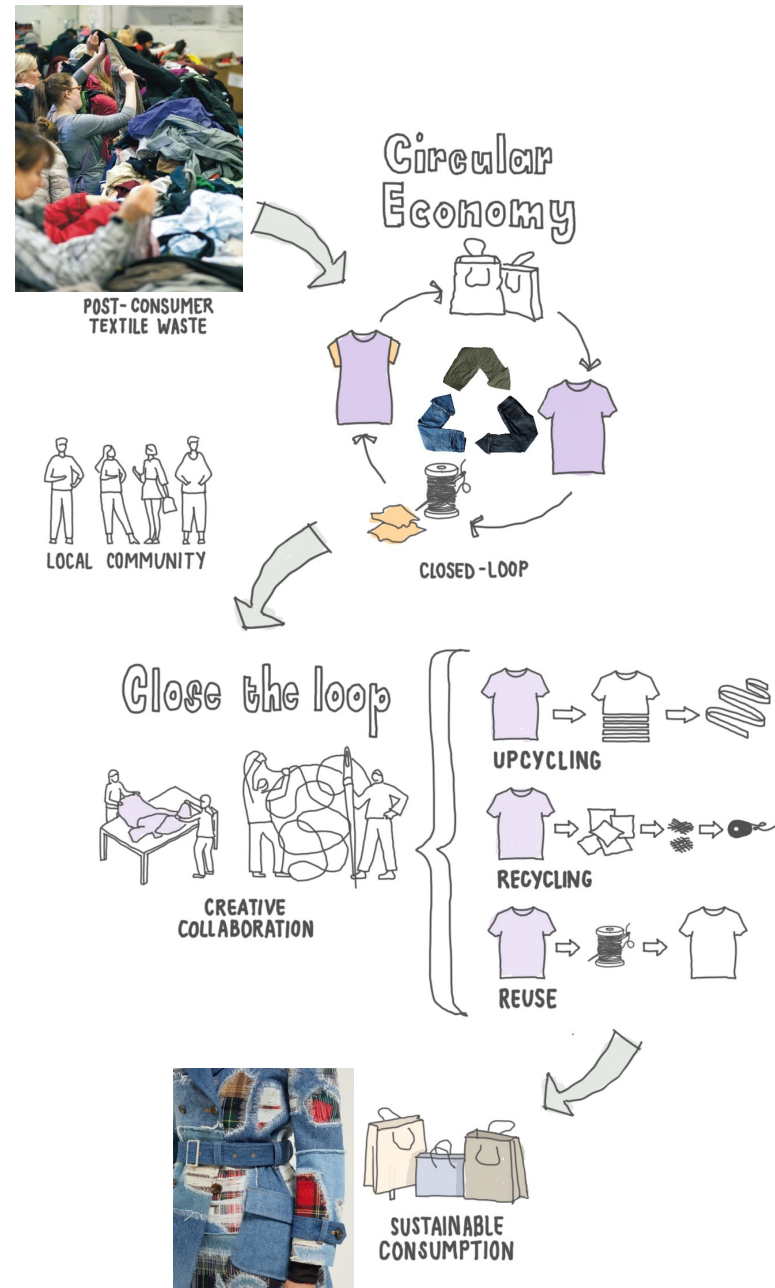 Circular
Economy
POST-CONSUMER
TEXTILE WASTE
LOCAL COMMUNITY
CLOSED-LOOP
Close the loop
UPCYCLING
RECYCLING
CREATIVE
COLLABORATION
REUSE
SUSTAINABLE
CONSUMPTION